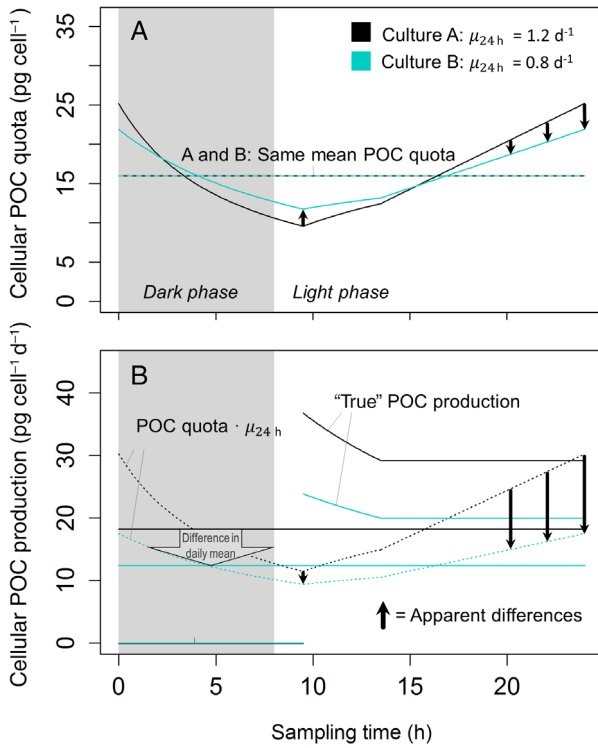 A
Culture A: μ24 h = 1.2 d⁻¹
Culture B: μ24 h = 0.8 d⁻¹
A and B: Same mean POC quota
Dark phase
Light phase
Cellular POC quota (pg cell⁻¹)
35
25
15
5
0
B
"True" POC production
POC quota · μ24 h
Difference in
daily mean
= Apparent differences
Cellular POC production (pg cell⁻¹ d⁻¹)
40
30
20
10
0
0
5
10
15
20
Sampling time (h)